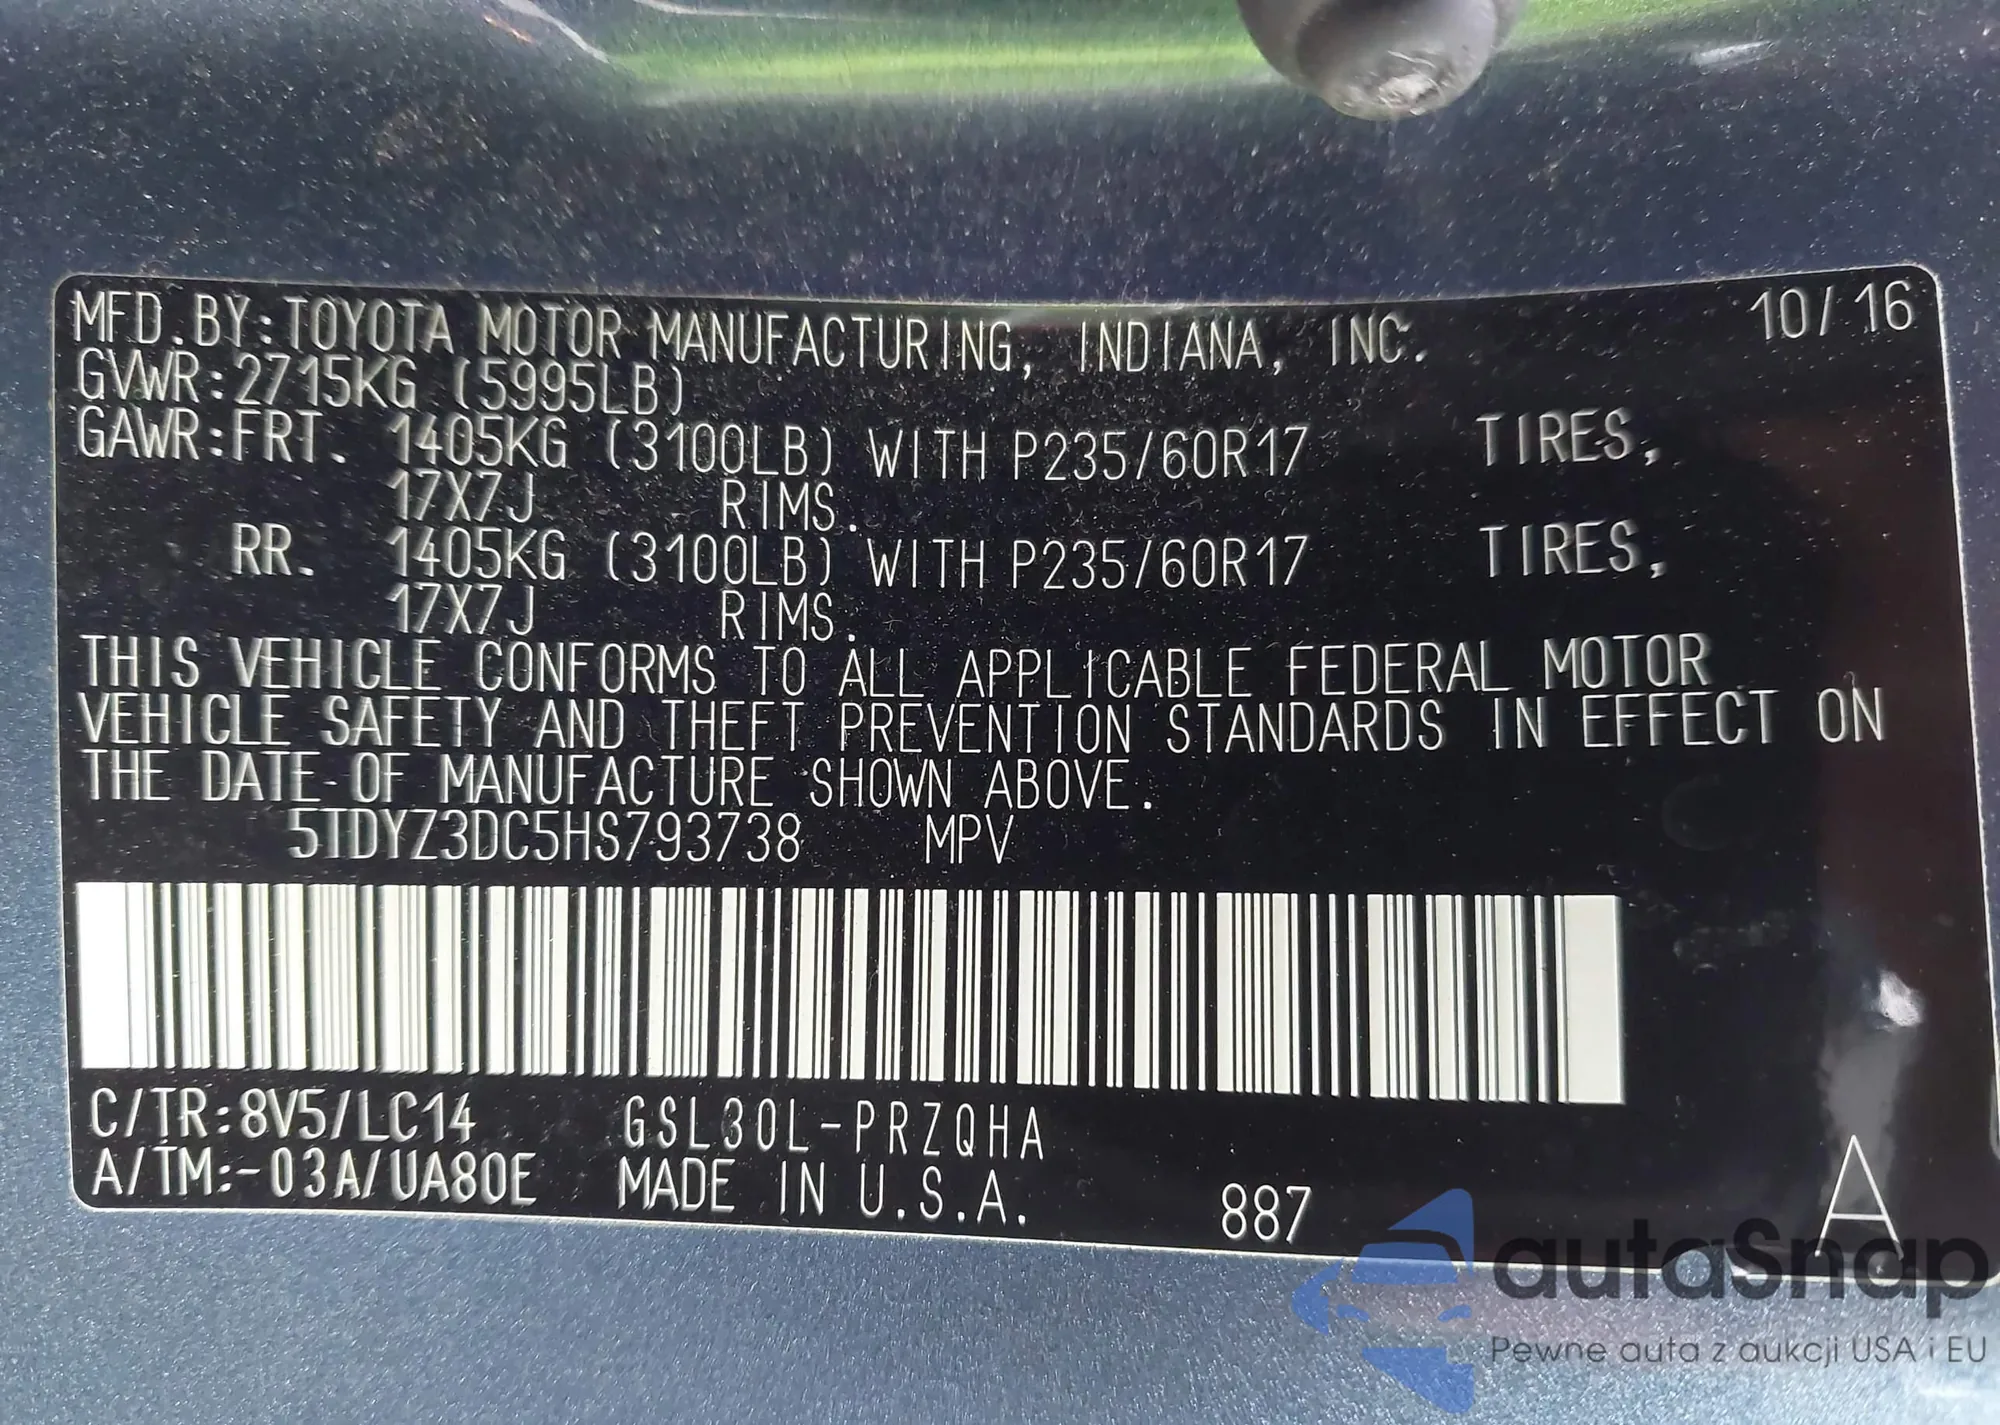 MFD. BY: TOYOTA MOTOR MANUFACTURING, INDIANA, INC. 10/16
GVWR: 2715KG (5995LB)
GAWR: FRT. 1405KG (3100LB) WITH P235/60R17 TIRES,
17X7J RIMS.
RR. 1405KG (3100LB) WITH P235/60R17 TIRES,
17X7J RIMS.
THIS VEHICLE CONFORMS TO ALL APPLICABLE FEDERAL MOTOR
VEHICLE SAFETY AND THEFT PREVENTION STANDARDS IN EFFECT ON
THE DATE OF MANUFACTURE SHOWN ABOVE.
5TDYZ3DC5HS793738 MPV
C/TR: 8V5/LC14 GSL30L-PRZQHA
A/TM: -03A/UA80E MADE IN U.S.A. 887 A
autaSnap
Pewne auta z aukcji USA i EU